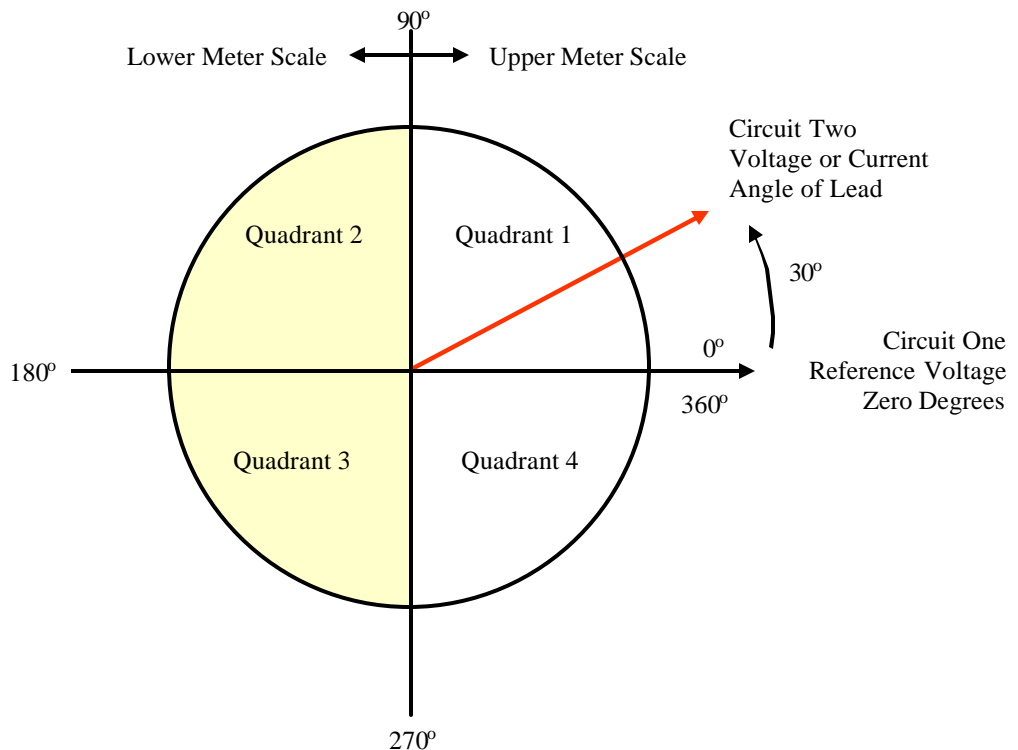 90º
Lower Meter Scale
Upper Meter Scale
Circuit Two
Voltage or Current
Angle of Lead
Quadrant 2
Quadrant 1
30º
0º
Circuit One
Reference Voltage
Zero Degrees
180º
360º
Quadrant 3
Quadrant 4
270º